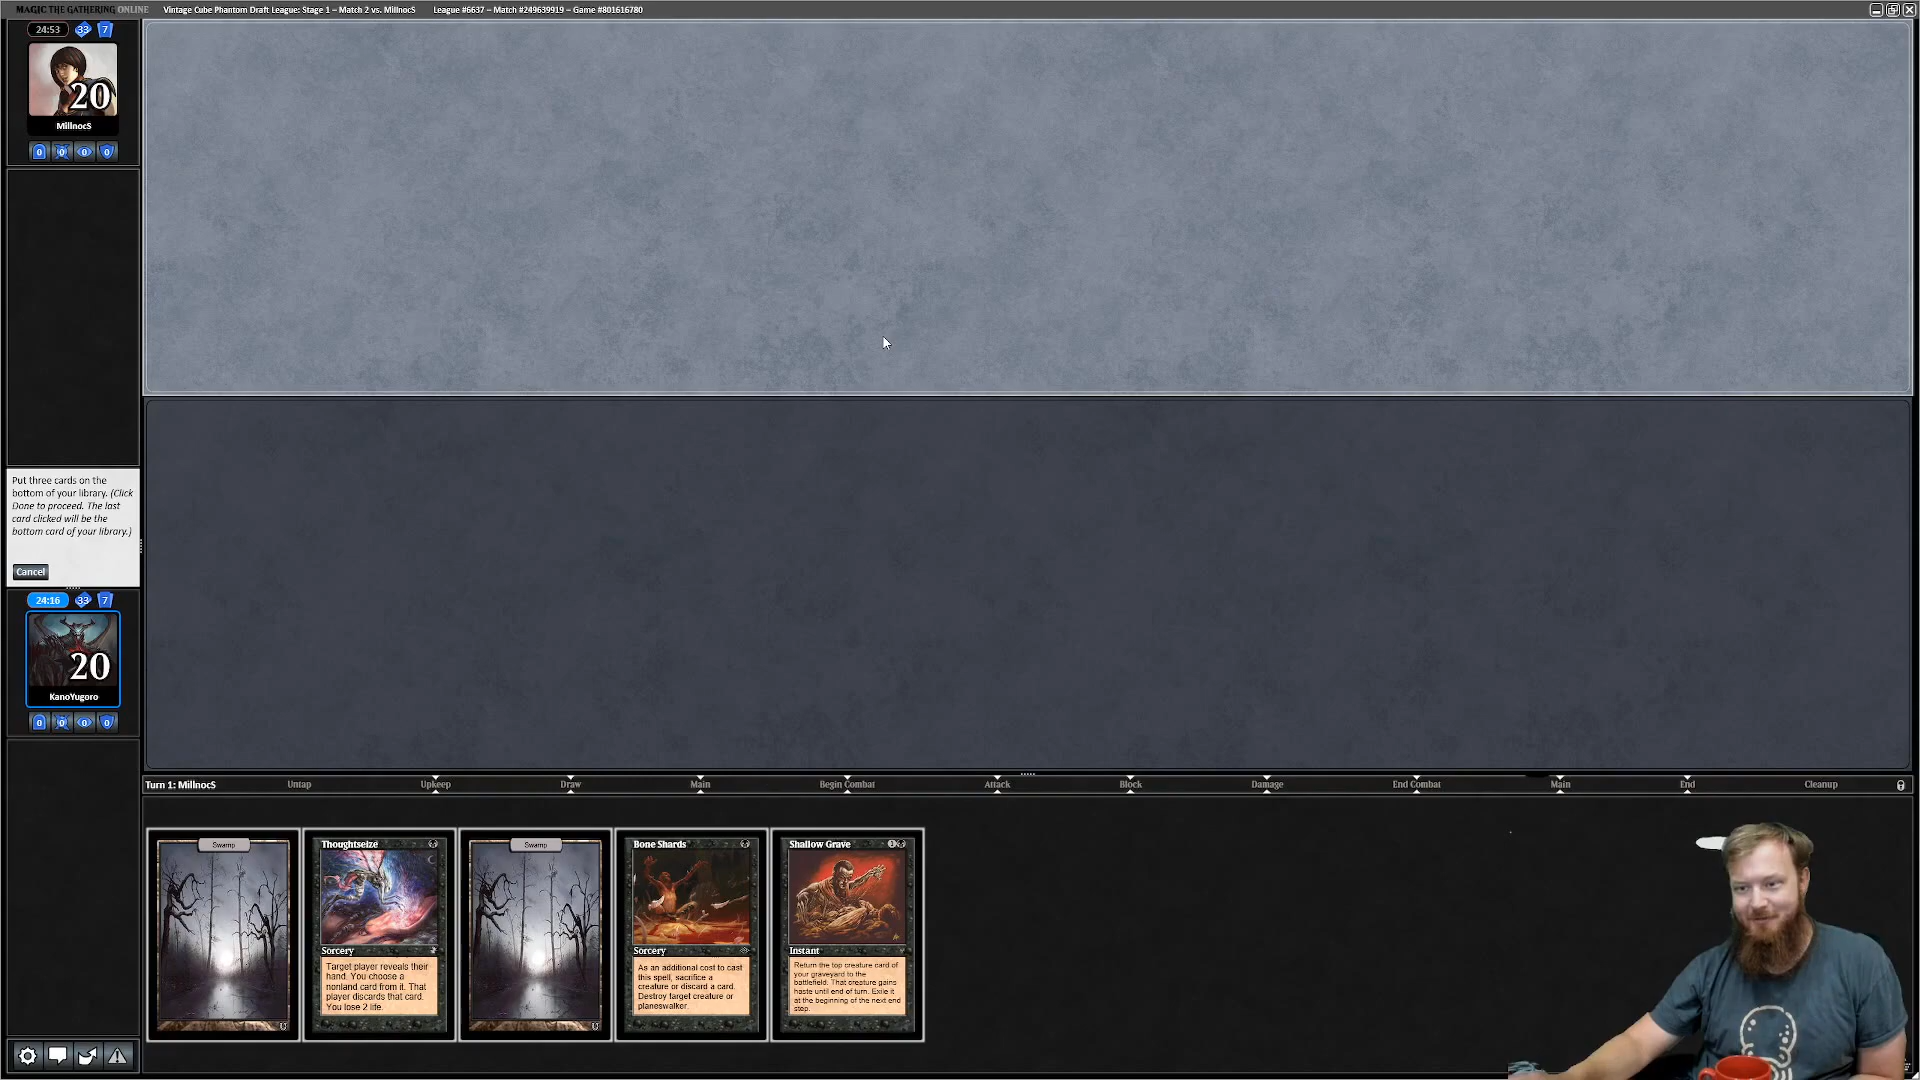 MAGIC THE GATHERING ONLINE Vintage Cube Phantom Draft League: Stage 1 – Match 2 vs. MillnocS League #6637 – Match #249639919 – Game #801616780
24:53 33 7
20
MillnocS
0 0 0 0
Put three cards on the
bottom of your library. (Click
Done to proceed. The last
card clicked will be the
bottom card of your library.)
Cancel
24:16 33 7
20
KanoYugoro
0 0 0 0
Turn 1: MillnocS Untap Upkeep Draw Main Begin Combat Attack Block Damage End Combat Main End Cleanup
Swamp
Thoughtseize
Sorcery
Target player reveals their
hand. You choose a
nonland card from it. That
player discards that card.
You lose 2 life.
Swamp
Bone Shards
Sorcery
As an additional cost to cast
this spell, sacrifice a
creature or discard a card.
Destroy target creature or
planeswalker.
Shallow Grave 1
Instant
Return the top creature card of
your graveyard to the
battlefield. That creature gains
haste until end of turn. Exile it
at the beginning of the next end
step.